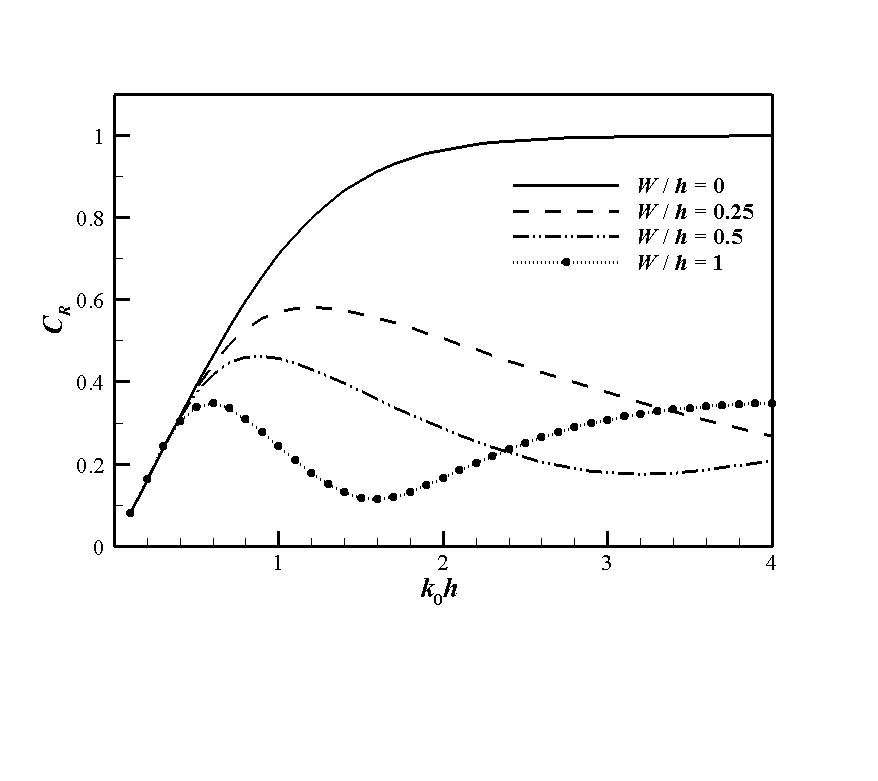 1
0.8
0.6
0.4
0.2
0
C_R
W / h = 0
W / h = 0.25
W / h = 0.5
W / h = 1
1 2 3 4
k_0h